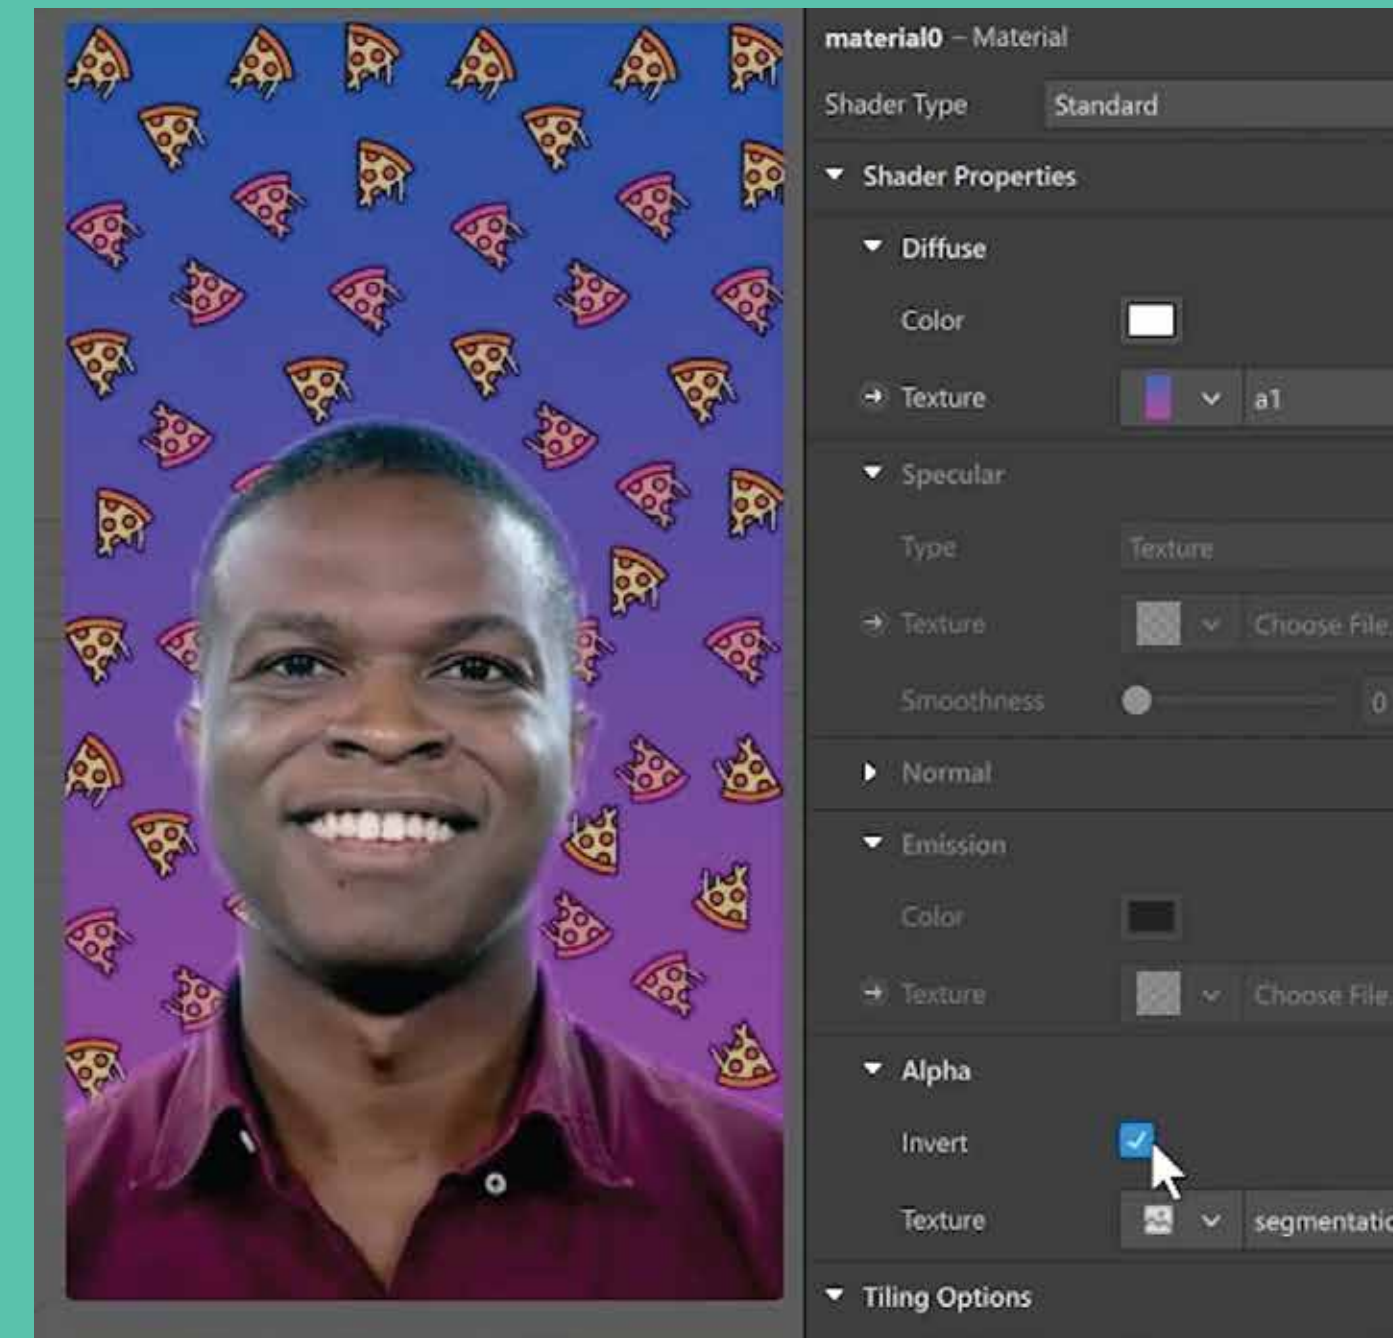 material0 – Material
Shader Type Standard
Shader Properties
Diffuse
Color
Texture a1
Specular
Type Texture
Texture Choose File
Smoothness 0
Normal
Emission
Color
Texture Choose File
Alpha
Invert
Texture segmentatio
Tiling Options